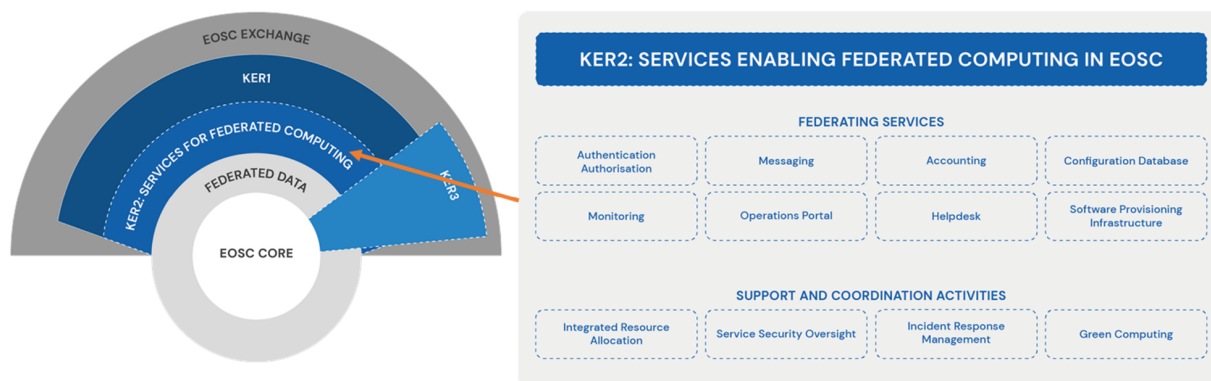 EOSC EXCHANGE
KER1
KER2: SERVICES FOR FEDERATED COMPUTING
FEDERATED DATA
KER3
EOSC CORE
KER2: SERVICES ENABLING FEDERATED COMPUTING IN EOSC
FEDERATING SERVICES
Authentication
Authorisation
Messaging
Accounting
Configuration Database
Monitoring
Operations Portal
Helpdesk
Software Provisioning
Infrastructure
SUPPORT AND COORDINATION ACTIVITIES
Integrated Resource
Allocation
Service Security Oversight
Incident Response
Management
Green Computing